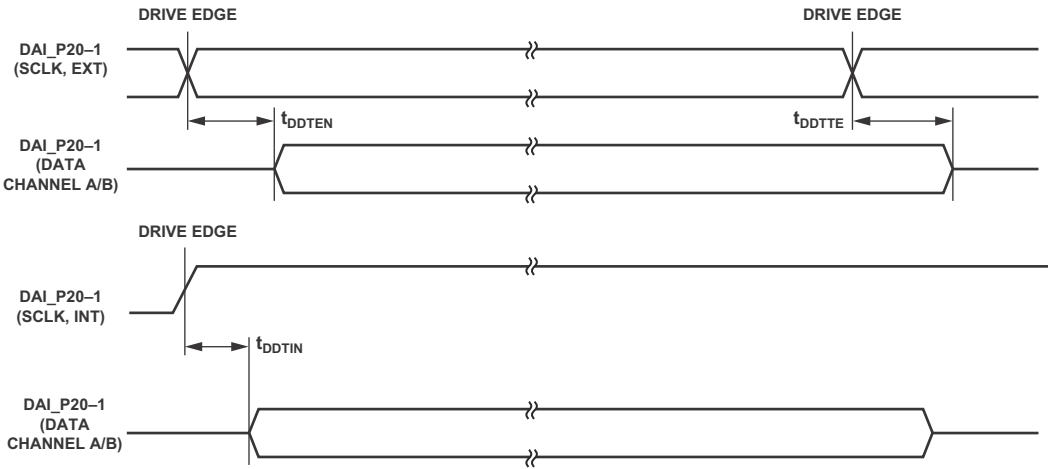 DRIVE EDGE
DRIVE EDGE
DAI_P20–1
(SCLK, EXT)
tDDTEN
tDDTTE
DAI_P20–1
(DATA
CHANNEL A/B)
DRIVE EDGE
DAI_P20–1
(SCLK, INT)
tDDTIN
DAI_P20–1
(DATA
CHANNEL A/B)